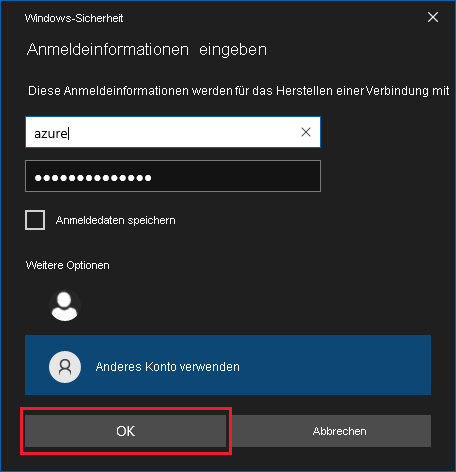 Windows-Sicherheit
Anmeldeinformationen eingeben
Diese Anmeldeinformationen werden für das Herstellen einer Verbindung mit
azure
●●●●●●●●●●●●●●
Anmeldedaten speichern
Weitere Optionen
Anderes Konto verwenden
OK
Abbrechen